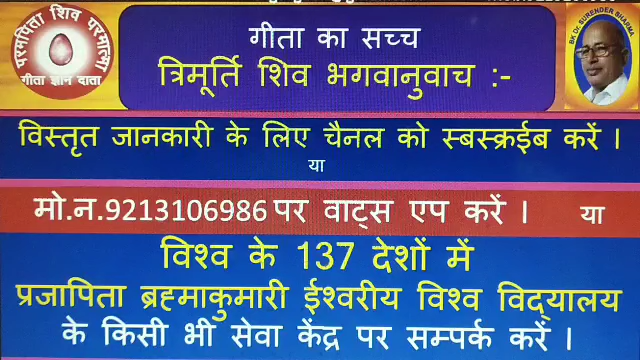 परमपिता शिव परमात्मा
गीता ज्ञान दाता
गीता का सच्च
त्रिमूर्ति शिव भगवानुवाच :-
BK Dr. SURENDER SHARMA
विस्तृत जानकारी के लिए चैनल को स्बस्क्रईब करें ।
या
मो.न.9213106986 पर वाट्स एप करें । या
विश्व के 137 देशों में
प्रजापिता ब्रह्माकुमारी ईश्वरीय विश्व विद्यालय
के किसी भी सेवा केंद्र पर सम्पर्क करें ।